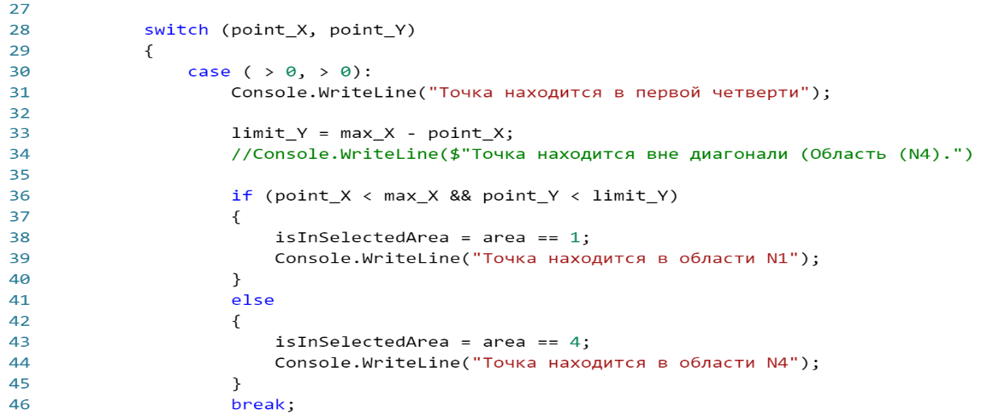 27
28 switch (point_X, point_Y)
29 {
30 case ( > 0, > 0):
31 Console.WriteLine("Точка находится в первой четверти");
32
33 limit_Y = max_X - point_X;
34 //Console.WriteLine($"Точка находится вне диагонали (Область (N4).")
35
36 if (point_X < max_X && point_Y < limit_Y)
37 {
38 isInSelectedArea = area == 1;
39 Console.WriteLine("Точка находится в области N1");
40 }
41 else
42 {
43 isInSelectedArea = area == 4;
44 Console.WriteLine("Точка находится в области N4");
45 }
46 break;